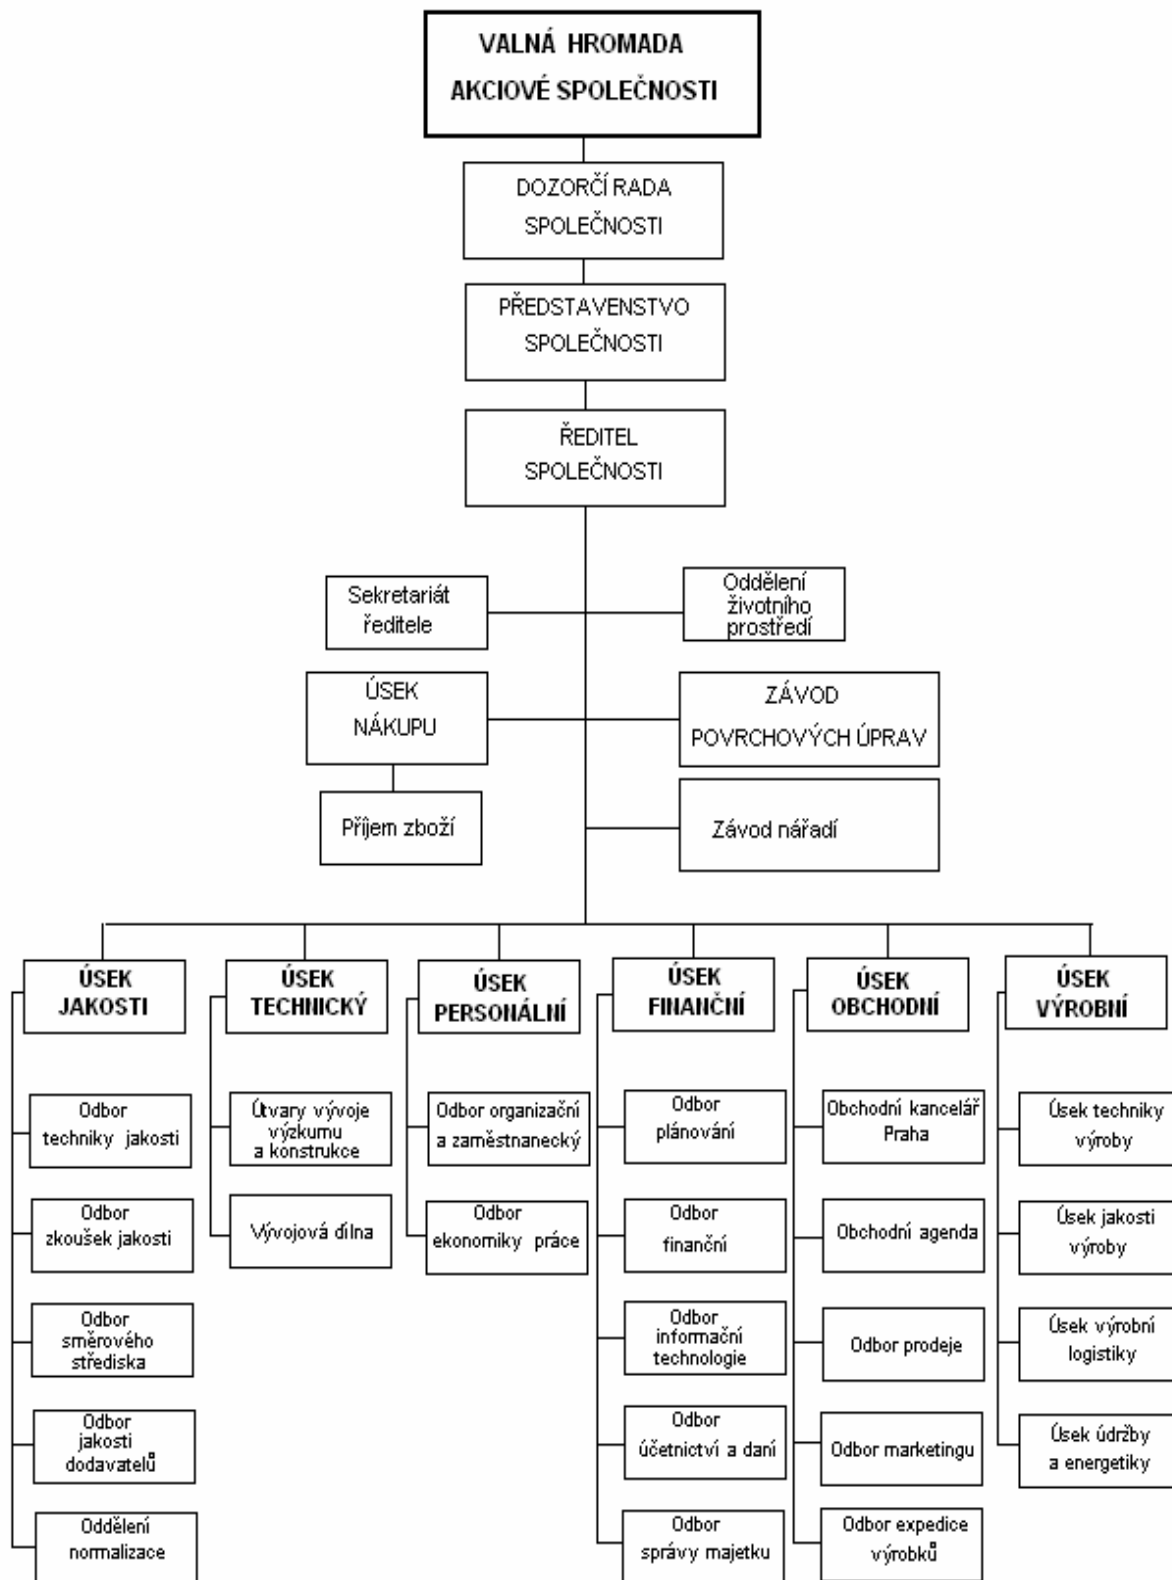 VALNÁ HROMADA
AKCIOVÉ SPOLEČNOSTI
DOZORČÍ RADA
SPOLEČNOSTI
PŘEDSTAVENSTVO
SPOLEČNOSTI
ŘEDITEL
SPOLEČNOSTI
Sekretariát
ředitele
Oddělení
životního
prostředí
ÚSEK
NÁKUPU
ZÁVOD
POVRCHOVÝCH ÚPRAV
Příjem zboží
Závod nářadí
ÚSEK
JAKOSTI
ÚSEK
TECHNICKÝ
ÚSEK
PERSONÁLNÍ
ÚSEK
FINANČNÍ
ÚSEK
OBCHODNÍ
ÚSEK
VÝROBNÍ
Odbor
techniky jakosti
Odbor
zkoušek jakosti
Odbor
směrového
střediska
Odbor
jakosti
dodavatelů
Oddělení
normalizace
Útvary vývoje
výzkumu
a konstrukce
Vývojová dílna
Odbor organizační
a zaměstnanecký
Odbor
ekonomiky práce
Odbor
plánování
Odbor
finanční
Odbor
informační
technologie
Odbor
účetnictví a daní
Odbor
správy majetku
Obchodní kancelář
Praha
Obchodní agenda
Odbor prodeje
Odbor marketingu
Odbor expedice
výrobků
Úsek techniky
výroby
Úsek jakosti
výroby
Úsek výrobní
logistiky
Úsek údržby
a energetiky